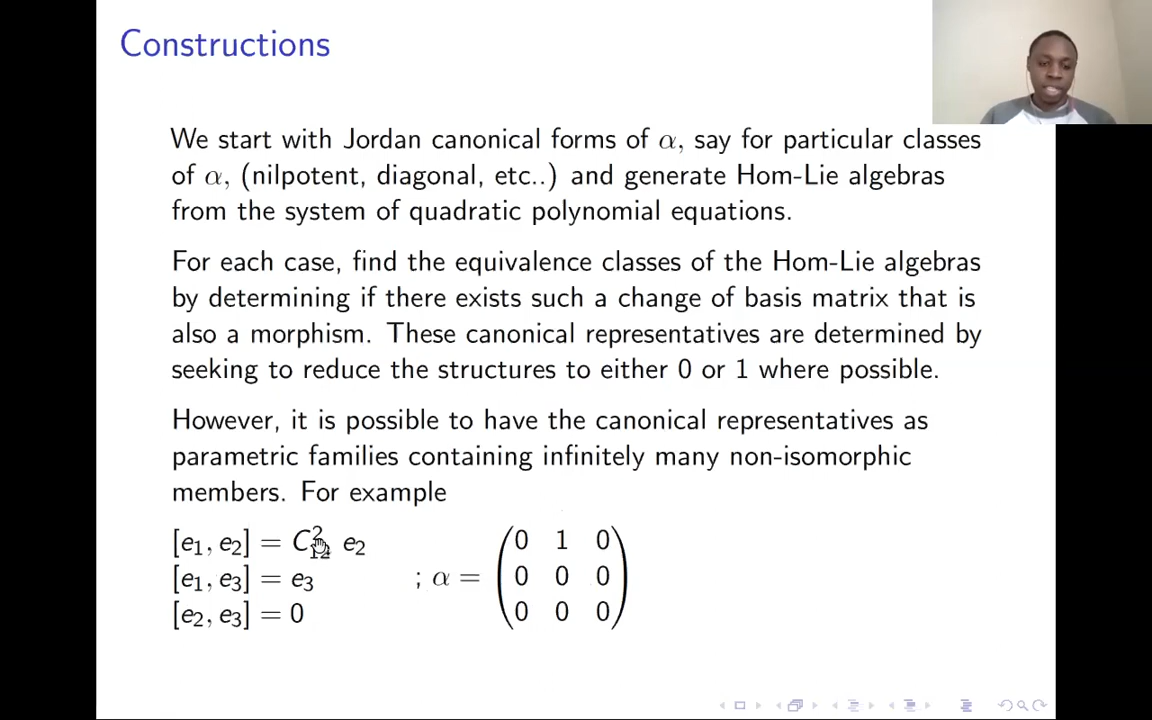 Constructions
We start with Jordan canonical forms of α, say for particular classes
of α, (nilpotent, diagonal, etc..) and generate Hom-Lie algebras
from the system of quadratic polynomial equations.
For each case, find the equivalence classes of the Hom-Lie algebras
by determining if there exists such a change of basis matrix that is
also a morphism. These canonical representatives are determined by
seeking to reduce the structures to either 0 or 1 where possible.
However, it is possible to have the canonical representatives as
parametric families containing infinitely many non-isomorphic
members. For example
[e₁, e₂] = C₁₂² e₂
[e₁, e₃] = e₃
[e₂, e₃] = 0
; α =
0 1 0
0 0 0
0 0 0